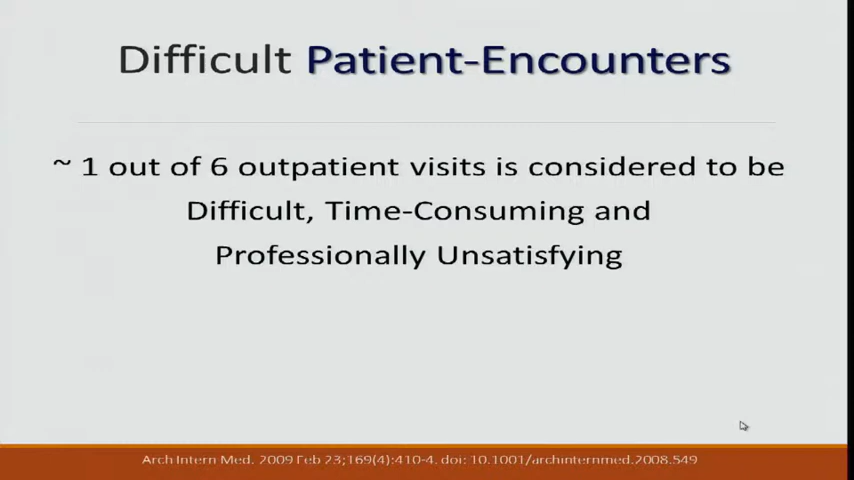 Difficult Patient-Encounters
~ 1 out of 6 outpatient visits is considered to be
Difficult, Time-Consuming and
Professionally Unsatisfying
Arch Intern Med. 2009 Feb 23;169(4):410-4. doi: 10.1001/archinternmed.2008.549